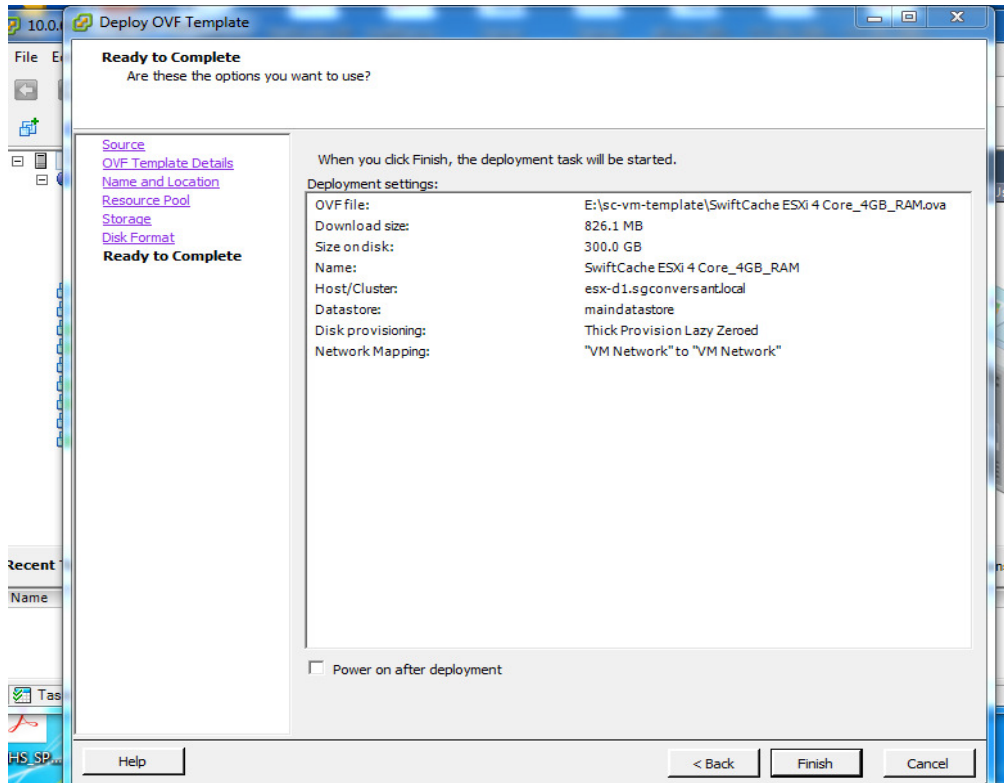 10.0.
Deploy OVF Template
File
Ready to Complete
Are these the options you want to use?
Source
OVF Template Details
Name and Location
Resource Pool
Storage
Disk Format
Ready to Complete
When you click Finish, the deployment task will be started.
Deployment settings:
OVF file: E:\sc-vm-template\SwiftCache ESXi 4 Core_4GB_RAM.ova
Download size: 826.1 MB
Size on disk: 300.0 GB
Name: SwiftCache ESXi 4 Core_4GB_RAM
Host/Cluster: esx-d1.sgconversant.local
Datastore: maindatastore
Disk provisioning: Thick Provision Lazy Zeroed
Network Mapping: "VM Network" to "VM Network"
Recent
Name
Power on after deployment
Tas
HS_SP...
Help
< Back
Finish
Cancel